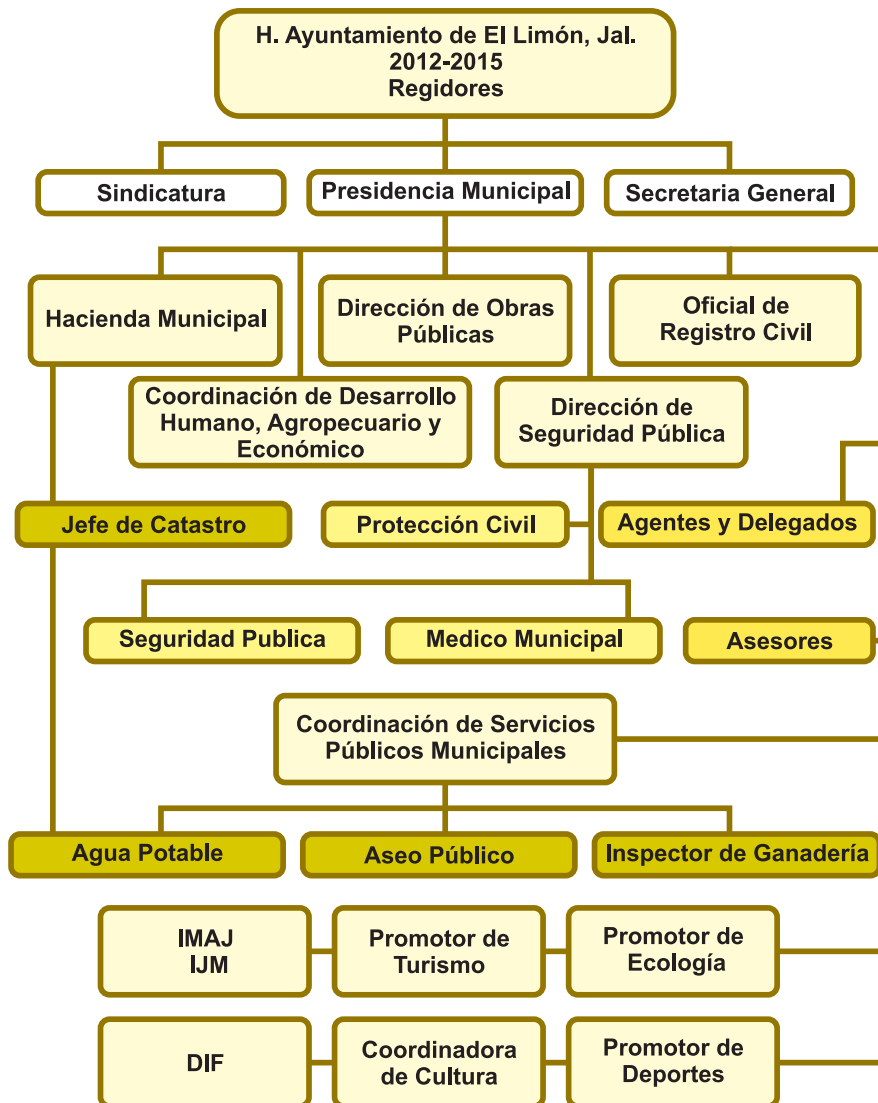 H. Ayuntamiento de El Limón, Jal.
2012-2015
Regidores
Sindicatura
Presidencia Municipal
Secretaria General
Hacienda Municipal
Dirección de Obras
Públicas
Oficial de
Registro Civil
Coordinación de Desarrollo
Humano, Agropecuario y
Económico
Dirección de
Seguridad Pública
Jefe de Catastro
Protección Civil
Agentes y Delegados
Seguridad Publica
Medico Municipal
Asesores
Coordinación de Servicios
Públicos Municipales
Agua Potable
Aseo Público
Inspector de Ganadería
IMAJ
IJM
Promotor de
Turismo
Promotor de
Ecología
DIF
Coordinadora
de Cultura
Promotor de
Deportes